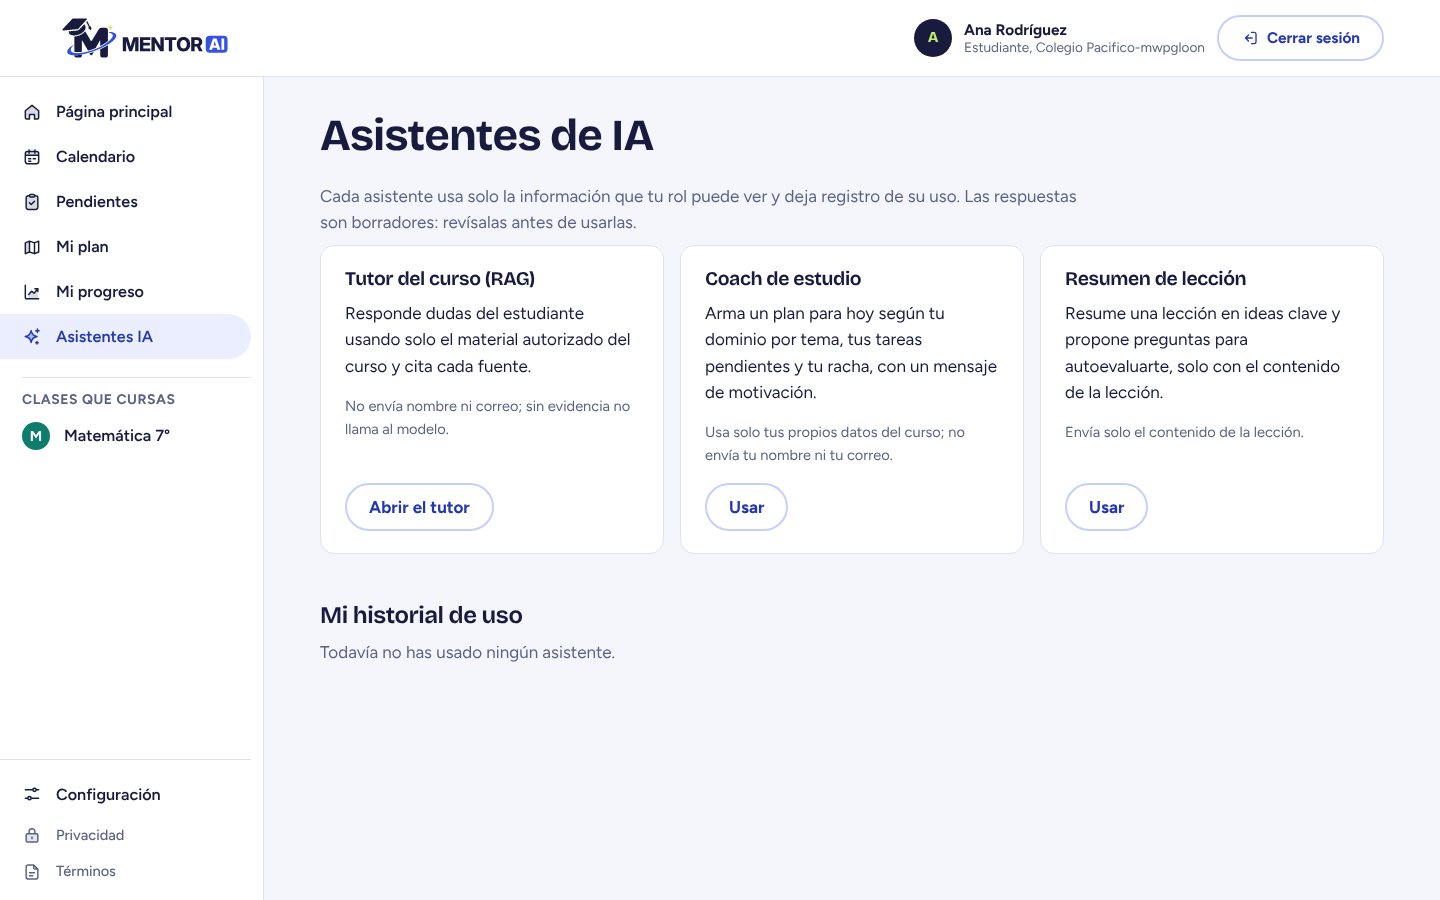 MENTOR AI
A
Ana Rodríguez
Estudiante, Colegio Pacifico-mwpgloon
Cerrar sesión
Página principal
Calendario
Pendientes
Mi plan
Mi progreso
Asistentes IA
CLASES QUE CURSAS
M
Matemática 7°
Configuración
Privacidad
Términos
Asistentes de IA
Cada asistente usa solo la información que tu rol puede ver y deja registro de su uso. Las respuestas
son borradores: revísalas antes de usarlas.
Tutor del curso (RAG)
Responde dudas del estudiante
usando solo el material autorizado del
curso y cita cada fuente.
No envía nombre ni correo; sin evidencia no
llama al modelo.
Abrir el tutor
Coach de estudio
Arma un plan para hoy según tu
dominio por tema, tus tareas
pendientes y tu racha, con un mensaje
de motivación.
Usa solo tus propios datos del curso; no
envía tu nombre ni tu correo.
Usar
Resumen de lección
Resume una lección en ideas clave y
propone preguntas para
autoevaluarte, solo con el contenido
de la lección.
Envía solo el contenido de la lección.
Usar
Mi historial de uso
Todavía no has usado ningún asistente.